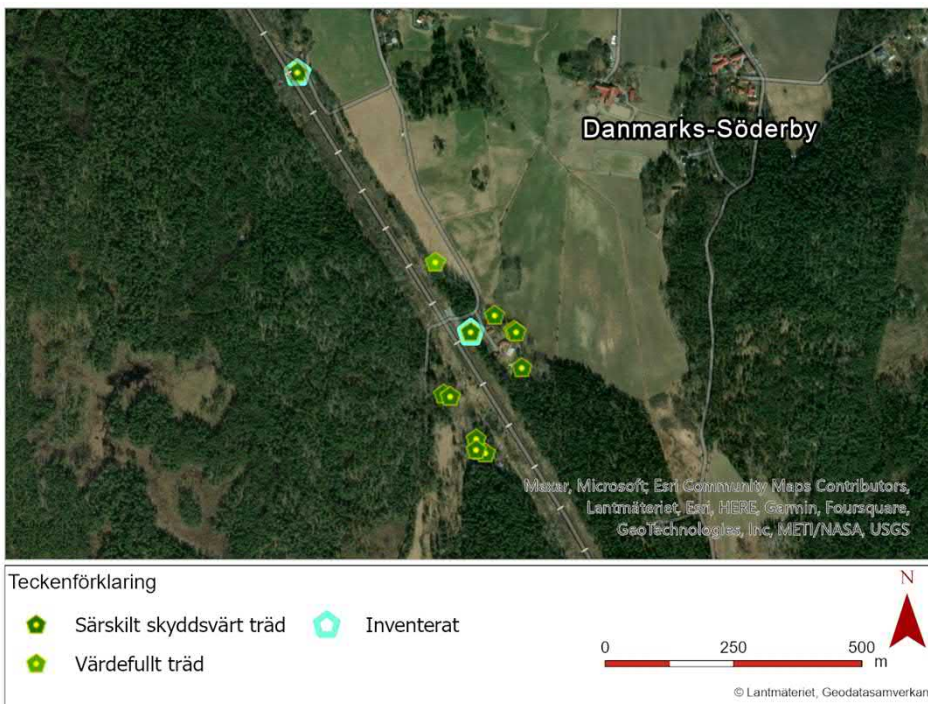 Danmarks-Söderby
Maxar, Microsoft, Esri Community Maps Contributors,
Lantmäteriet, Esri, HERE, Garmin, Foursquare,
GeoTechnologies, Inc, METI/NASA, USGS
Teckenförklaring
Särskilt skyddsvärt träd
Inventerat
Värdefullt träd
N
0 250 500
m
© Lantmäteriet, Geodatasamverkan